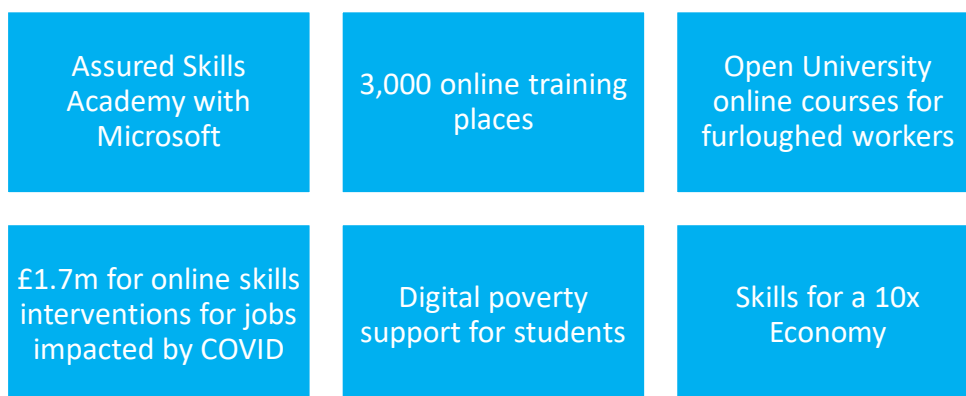 Assured Skills
Academy with
Microsoft
3,000 online training
places
Open University
online courses for
furloughed workers
£1.7m for online skills
interventions for jobs
impacted by COVID
Digital poverty
support for students
Skills for a 10x
Economy